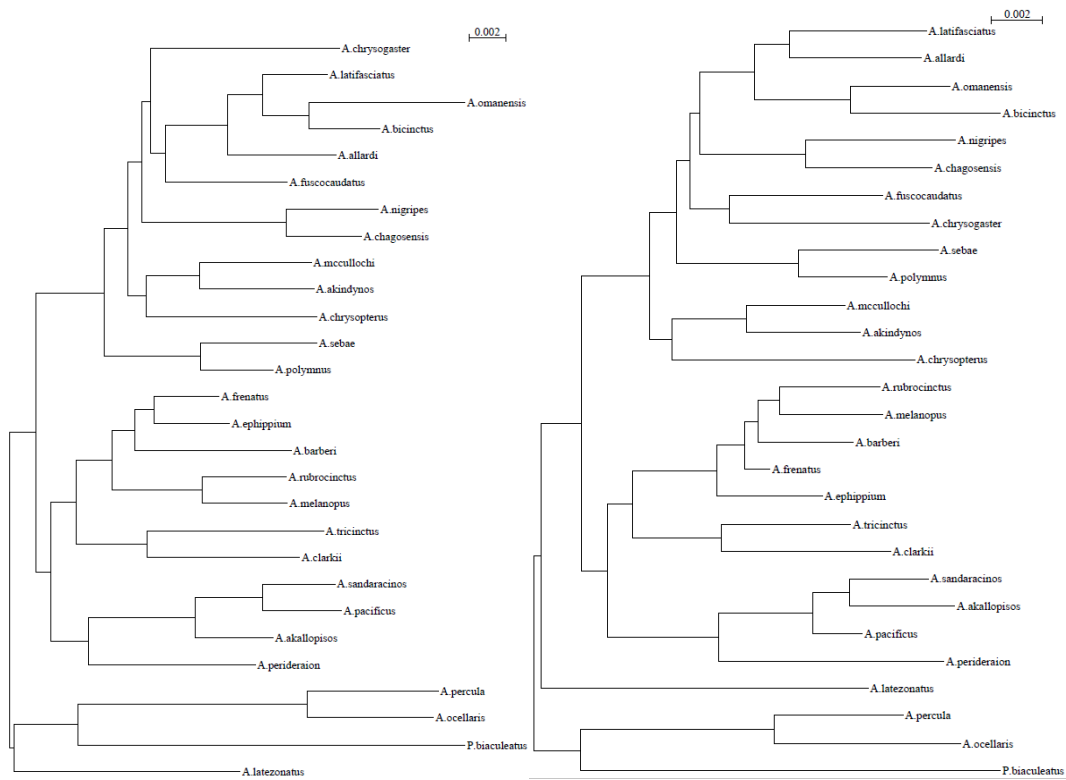 0.002
A.chrysogaster
A.latifasciatus
A.omanensis
A.bicinctus
A.allardi
A.fuscocaudatus
A.nigripes
A.chagosensis
A.mccullochi
A.akindynos
A.chrysopterus
A.sebae
A.polymnus
A.frenatus
A.ephippium
A.barberi
A.rubrocinctus
A.melanopus
A.tricinctus
A.clarkii
A.sandaracinos
A.pacificus
A.akallopisos
A.perideraion
A.percula
A.ocellaris
P.biaculeatus
A.latezonatus
0.002
A.latifasciatus
A.allardi
A.omanensis
A.bicinctus
A.nigripes
A.chagosensis
A.fuscocaudatus
A.chrysogaster
A.sebae
A.polymnus
A.mccullochi
A.akindynos
A.chrysopterus
A.rubrocinctus
A.melanopus
A.barberi
A.frenatus
A.ephippium
A.tricinctus
A.clarkii
A.sandaracinos
A.akallopisos
A.pacificus
A.perideraion
A.latezonatus
A.percula
A.ocellaris
P.biaculeatus